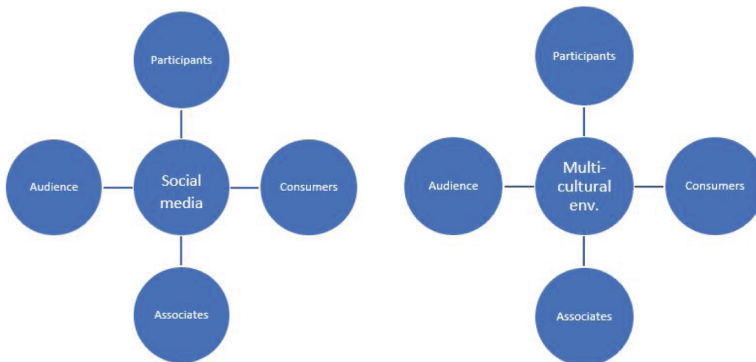 Participants
Audience
Social
media
Consumers
Associates
Participants
Audience
Multi-
cultural
env.
Consumers
Associates